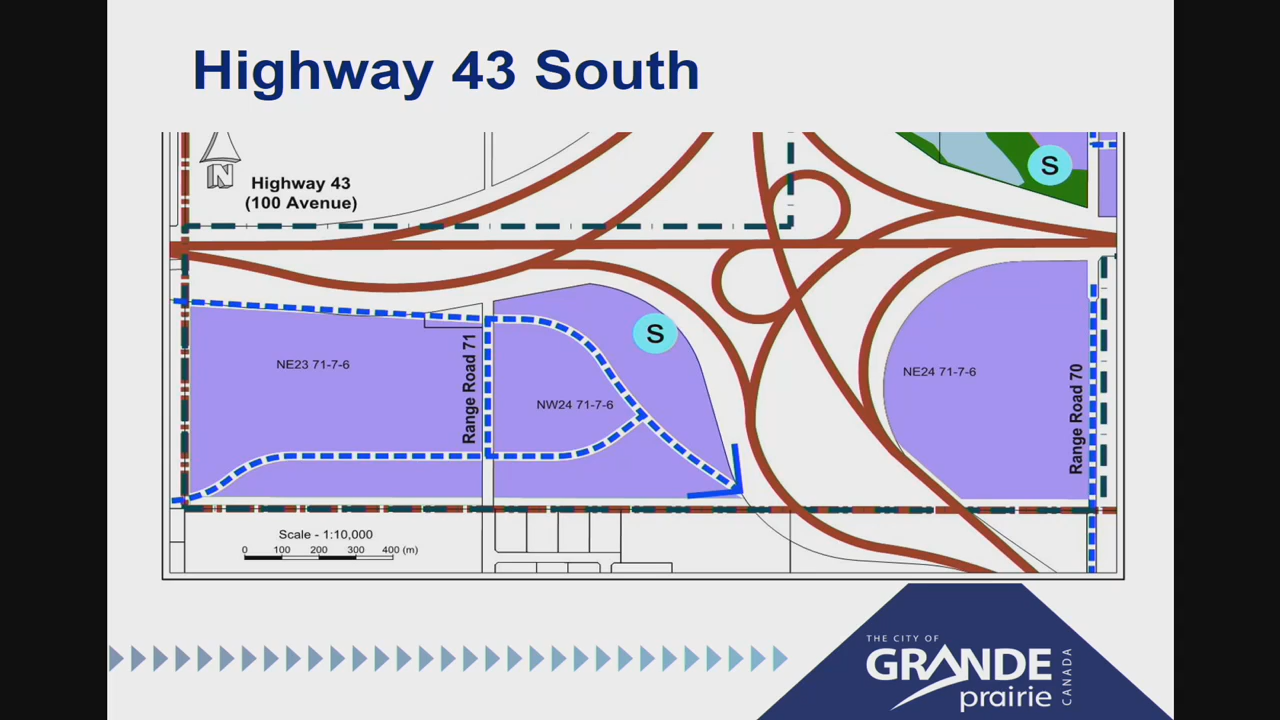 Highway 43 South
N
Highway 43
(100 Avenue)
S
S
NE23 71-7-6
Range Road 71
NW24 71-7-6
NE24 71-7-6
Range Road 70
Scale - 1:10,000
0 100 200 300 400 (m)
THE CITY OF
GRANDE
prairie
CANADA